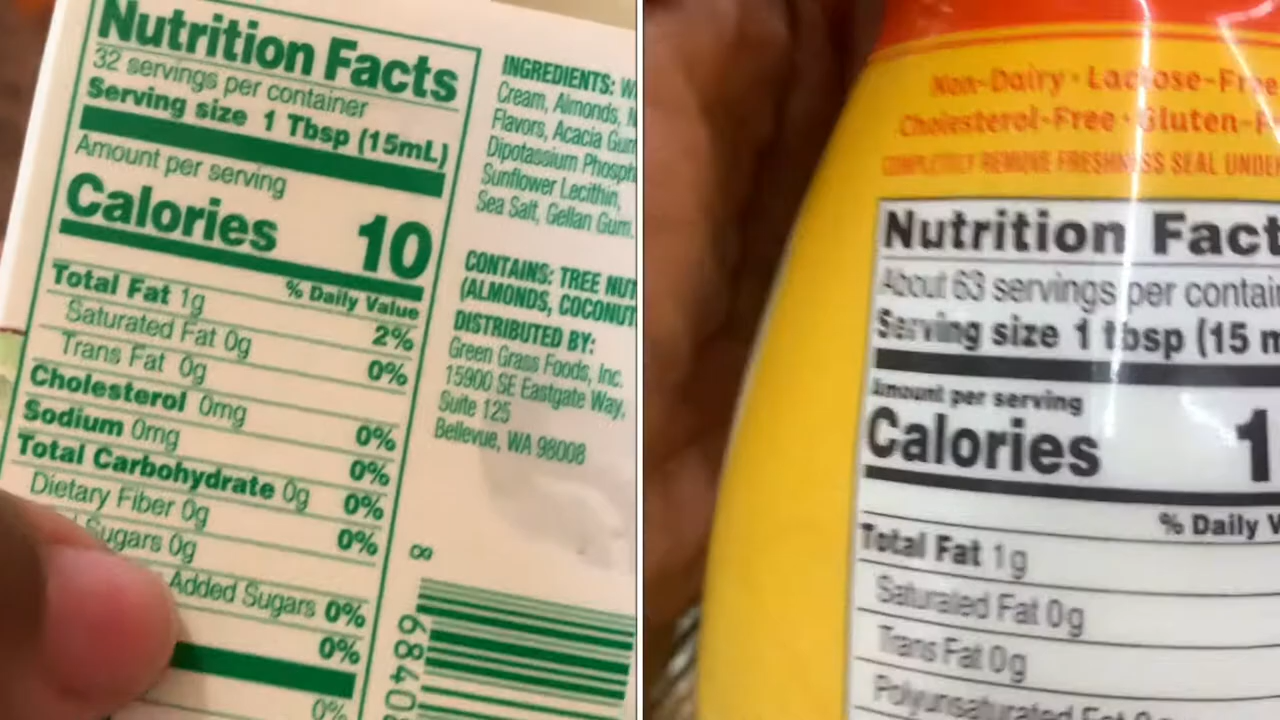 Nutrition Facts
32 servings per container
Serving size 1 Tbsp (15mL)
Amount per serving
Calories 10
% Daily Value
Total Fat 1g 2%
Saturated Fat 0g 0%
Trans Fat 0g
Cholesterol 0mg 0%
Sodium 0mg 0%
Total Carbohydrate 0g 0%
Dietary Fiber 0g 0%
Sugars 0g
Added Sugars 0%
0%
0%
INGREDIENTS:
Cream, Almonds,
Flavors, Acacia Gum
Dipotassium Phosph
Sunflower Lecithin,
Sea Salt, Gellan Gum.
CONTAINS: TREE NUT
(ALMONDS, COCONUT
DISTRIBUTED BY:
Green Grass Foods, Inc.
15900 SE Eastgate Way,
Suite 125
Bellevue, WA 98008
8
6840
Non-Dairy · Lactose-Free
Cholesterol-Free · Gluten-F
COMPLETELY REMOVE FRESHNESS SEAL UNDER
Nutrition Fact
About 63 servings per contain
Serving size 1 tbsp (15 m
Amount per serving
Calories 1
% Daily V
Total Fat 1g
Saturated Fat 0g
Trans Fat 0g
Polyunsaturated Fat